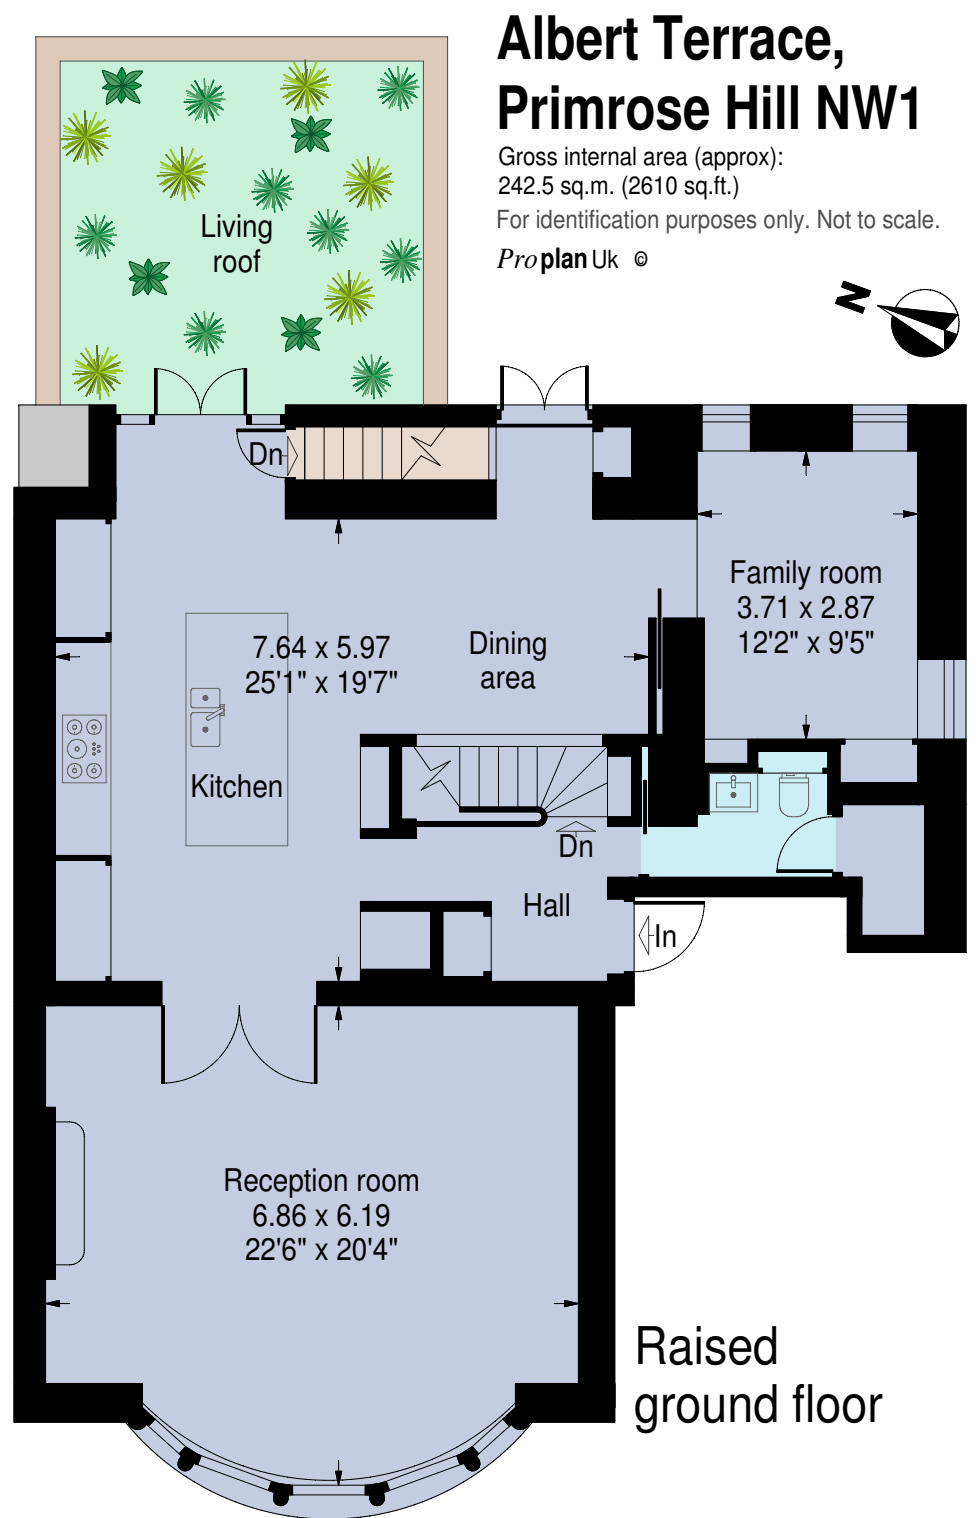 Albert Terrace,
Primrose Hill NW1
Gross internal area (approx):
242.5 sq.m. (2610 sq.ft.)
For identification purposes only. Not to scale.
Proplan Uk ©
N
Living
roof
Dn
Family room
3.71 x 2.87
12'2" x 9'5"
7.64 x 5.97
25'1" x 19'7"
Dining
area
Kitchen
Dn
Hall
In
Reception room
6.86 x 6.19
22'6" x 20'4"
Raised
ground floor